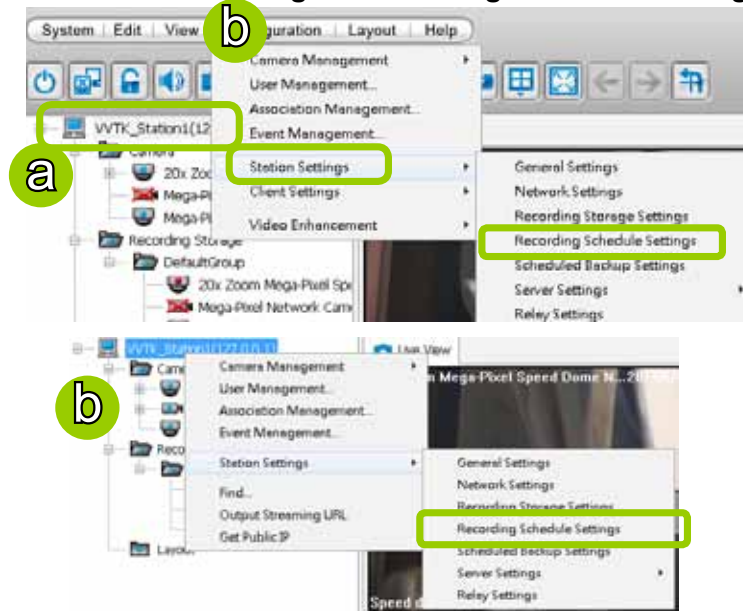 System Edit View Configuration Layout Help
b
Camera Management
User Management...
Association Management...
Event Management...
Station Settings
Client Settings
Video Enhancement
General Settings
Network Settings
Recording Storage Settings
Recording Schedule Settings
Scheduled Backup Settings
Server Settings
Relay Settings
a
VVTK_Station1(12
Camera
20x Zoo
Mega-Pi
Mega-Pi
Recording Storage
DefaultGroup
20x Zoom Mega-Pixel Spe
Mega-Pixel Network Cam
b
VVTK_Station1(127.0.0.1)
Came
Reco
Layout
Camera Management
User Management...
Association Management...
Event Management...
Station Settings
Find...
Output Streaming URL
Get Public IP
Live View
m Mega-Pixel Speed Dome N...
General Settings
Network Settings
Recording Storage Settings
Recording Schedule Settings
Scheduled Backup Settings
Server Settings
Relay Settings
Speed d